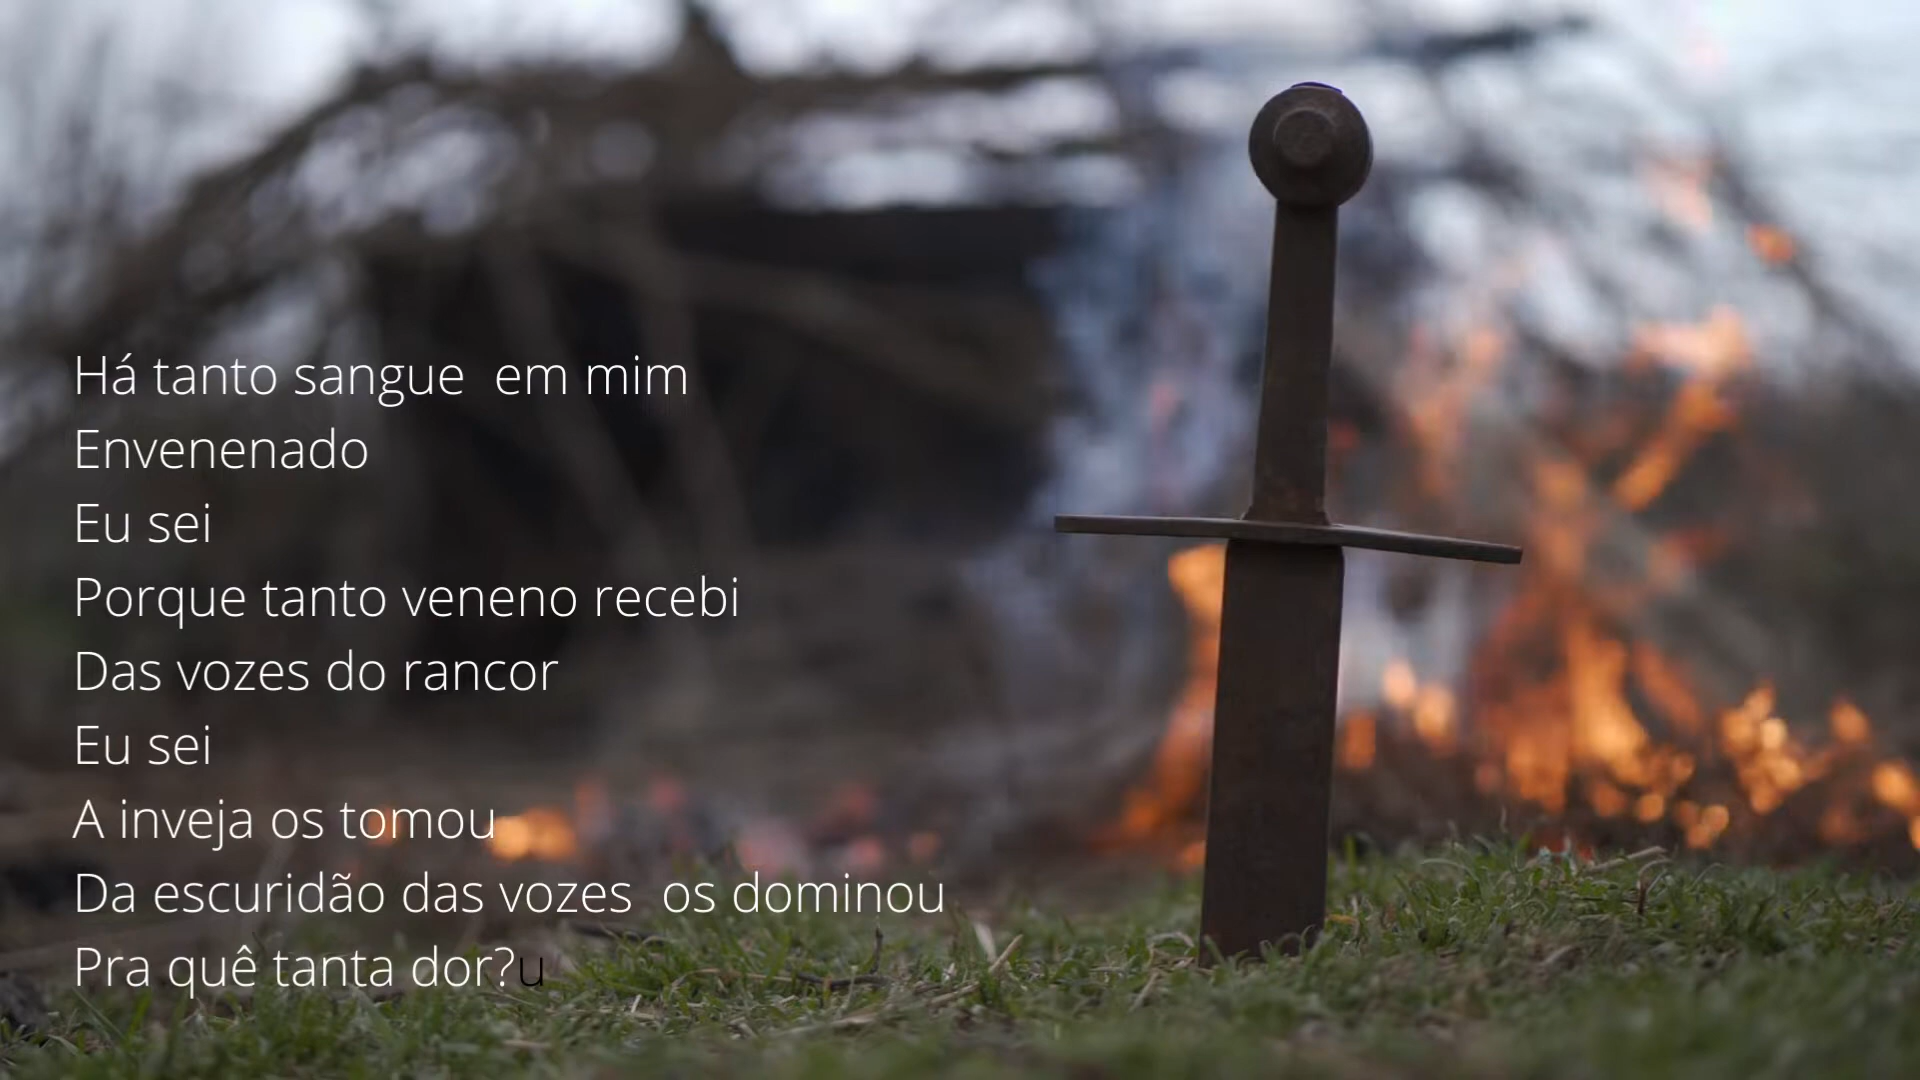 Há tanto sangue  em mim
Envenenado
Eu sei
Porque tanto veneno recebi
Das vozes do rancor
Eu sei
A inveja os tomou
Da escuridão das vozes  os dominou
Pra quê tanta dor?u